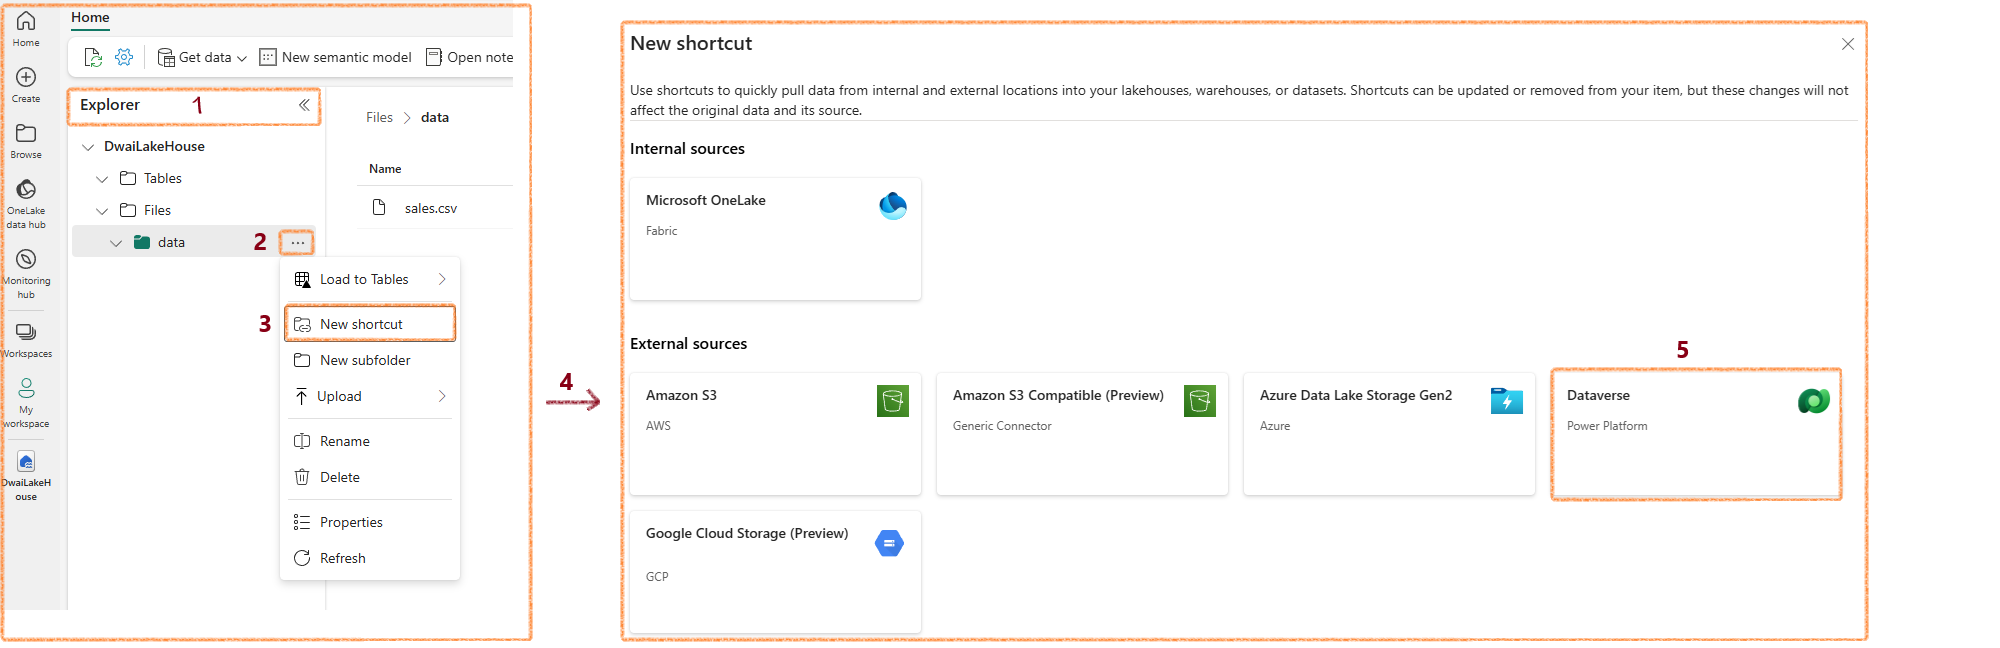 Home
Home
Get data
New semantic model
Open note
Create
Explorer
1
Files
data
Browse
DwaiLakeHouse
Name
Tables
OneLake
data hub
Files
sales.csv
data
2
...
Monitoring
hub
Load to Tables
3
New shortcut
Workspaces
New subfolder
My
workspace
Upload
Rename
DwaiLakeH
ouse
Delete
Properties
Refresh
4
New shortcut
Use shortcuts to quickly pull data from internal and external locations into your lakehouses, warehouses, or datasets. Shortcuts can be updated or removed from your item, but these changes will not
affect the original data and its source.
Internal sources
Microsoft OneLake
Fabric
External sources
5
Amazon S3
AWS
Amazon S3 Compatible (Preview)
Generic Connector
Azure Data Lake Storage Gen2
Azure
Dataverse
Power Platform
Google Cloud Storage (Preview)
GCP